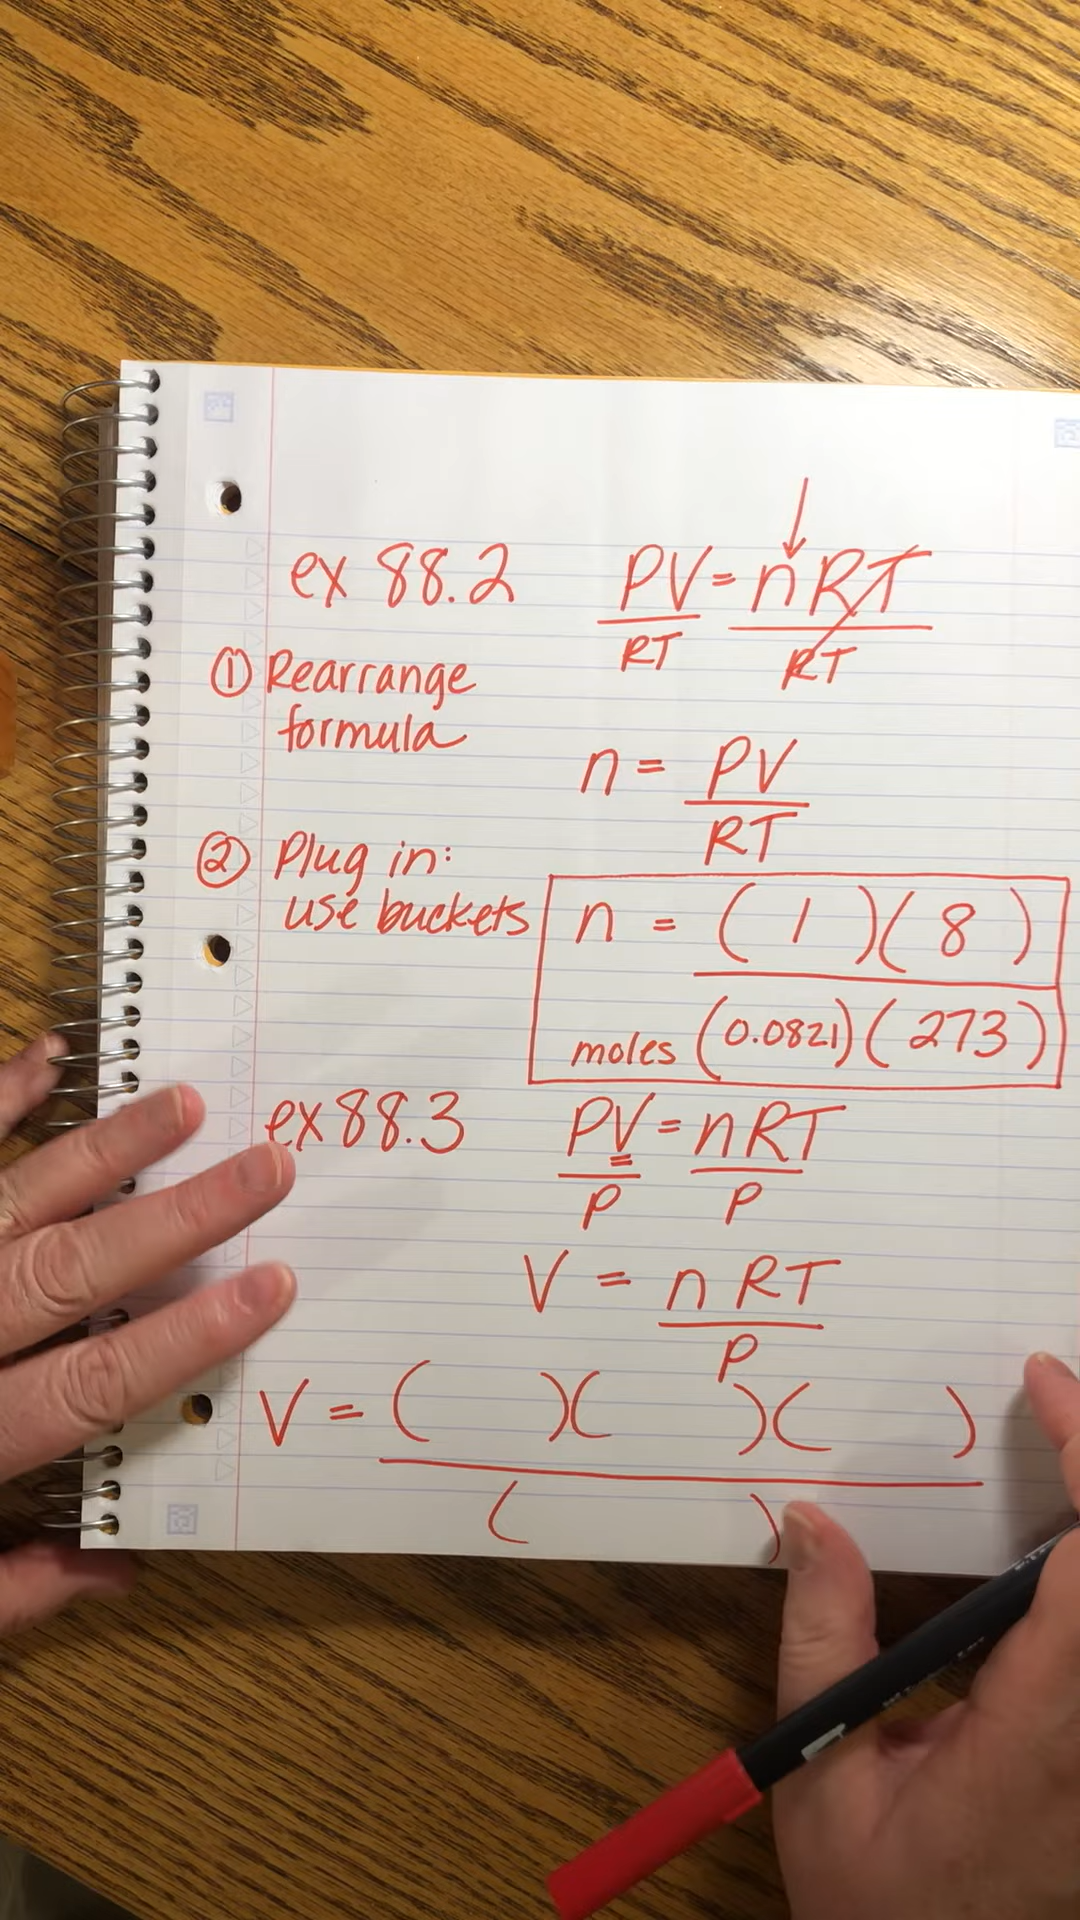 ex 88.2 PV = nRT
RT RT
① Rearrange
formula
n = PV
RT
② Plug in:
use buckets
n = ( 1 )( 8 )
moles (0.0821)( 273 )
ex 88.3 PV = nRT
P P
V = nRT
P
V = ( )( )( )
( )